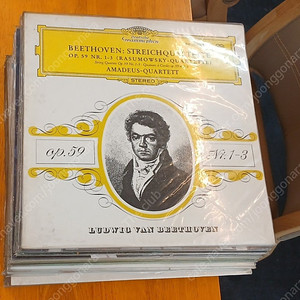 Grammophon
BEETHOVEN: STREICHQUARTETTE
OP. 59 NR. 1-3 (RASUMOWSKY-QUARTETTE)
AMADEUS-QUARTETT
STEREO
op.59
Nr. 1-3
LUDWIG VAN BEETHOVEN